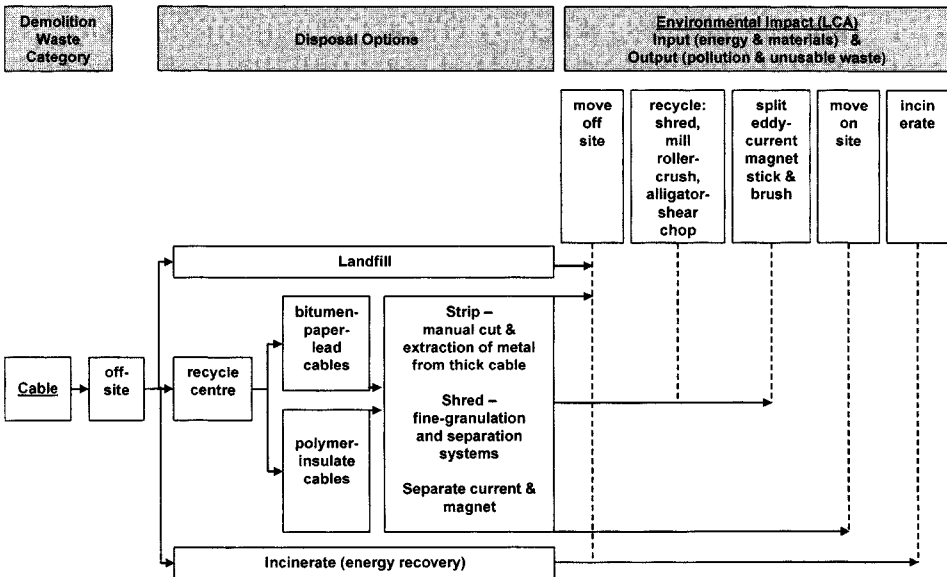 Demolition
Waste
Category
Disposal Options
Environmental Impact (LCA)
Input (energy & materials) &
Output (pollution & unusable waste)
move
off
site
recycle:
shred,
mill
roller-
crush,
alligator-
shear
chop
split
eddy-
current
magnet
stick &
brush
move
on
site
incin
erate
Landfill
Cable
off-
site
recycle
centre
bitumen-
paper-
lead
cables
polymer-
insulate
cables
Strip –
manual cut &
extraction of metal
from thick cable
Shred –
fine-granulation
and separation
systems
Separate current &
magnet
Incinerate (energy recovery)